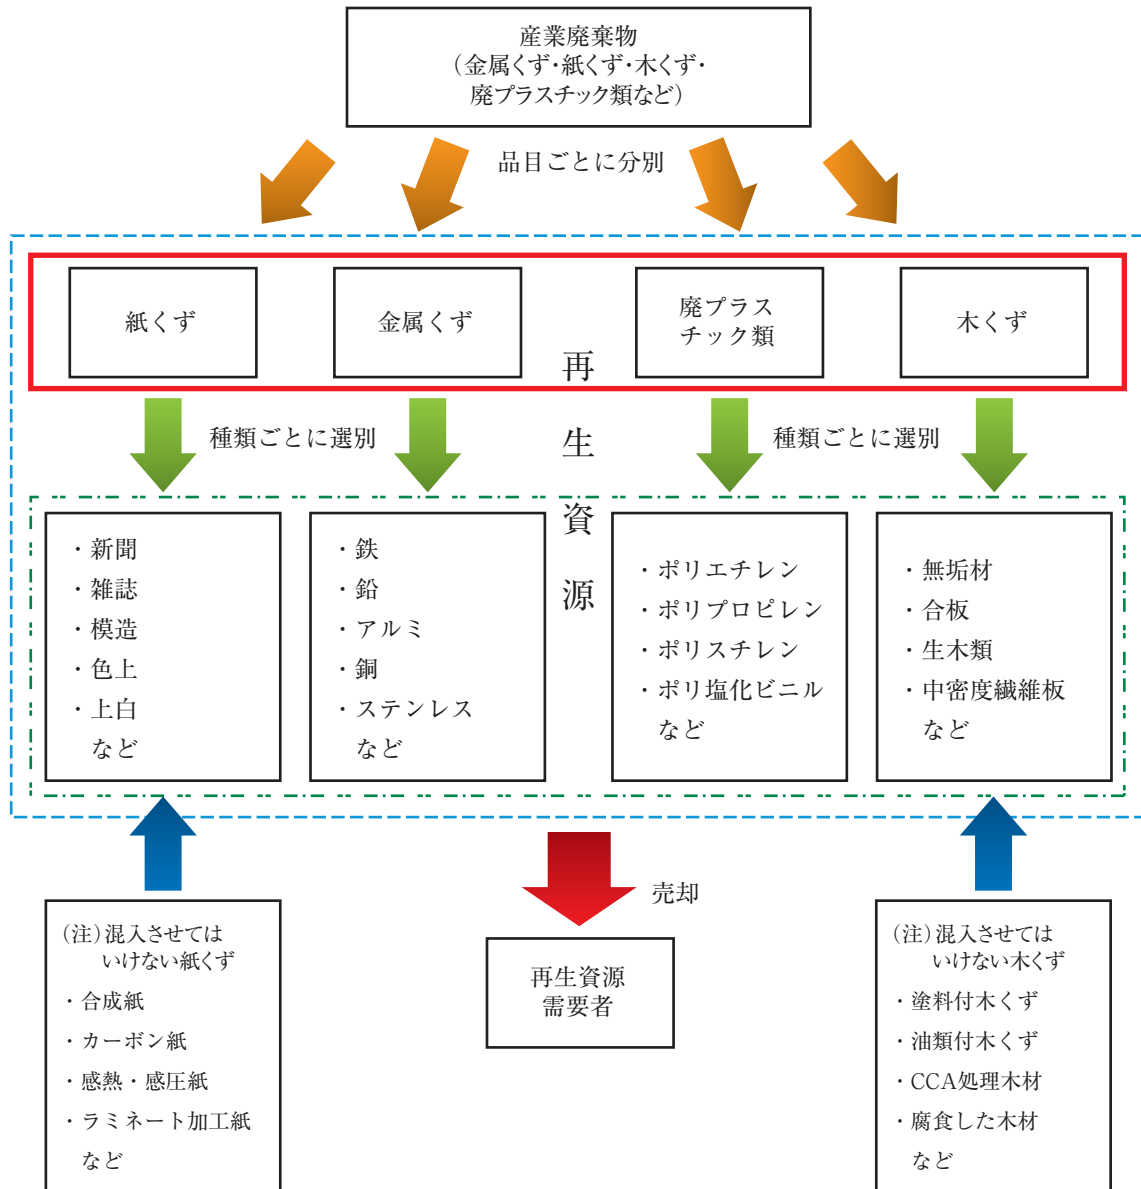 産業廃棄物
(金属くず・紙くず・木くず・
廃プラスチック類など)
品目ごとに分別
紙くず
金属くず
廃プラス
チック類
木くず
再
生
資
源
種類ごとに選別
種類ごとに選別
・新聞
・雑誌
・模造
・色上
・上白
など
・鉄
・鉛
・アルミ
・銅
・ステンレス
など
・ポリエチレン
・ポリプロピレン
・ポリスチレン
・ポリ塩化ビニル
など
・無垢材
・合板
・生木類
・中密度繊維板
など
(注)混入させては
いけない紙くず
・合成紙
・カーボン紙
・感熱・感圧紙
・ラミネート加工紙
など
売却
再生資源
需要者
(注)混入させては
いけない木くず
・塗料付木くず
・油類付木くず
・CCA処理木材
・腐食した木材
など